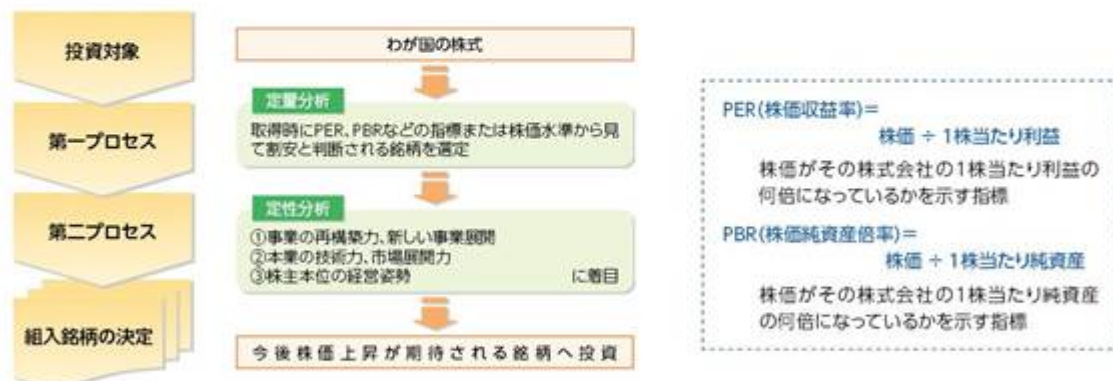 投資対象
わが国の株式
第一プロセス
定量分析
取得時にPER、PBRなどの指標または株価水準から見
て割安と判断される銘柄を選定
第二プロセス
定性分析
①事業の再構築力、新しい事業展開
②本業の技術力、市場展開力
③株主本位の経営姿勢 に着目
組入銘柄の決定
今後株価上昇が期待される銘柄へ投資
PER(株価収益率)=
株価 ÷ 1株当たり利益
株価がその株式会社の1株当たり利益の
何倍になっているかを示す指標
PBR(株価純資産倍率)=
株価 ÷ 1株当たり純資産
株価がその株式会社の1株当たり純資産
の何倍になっているかを示す指標